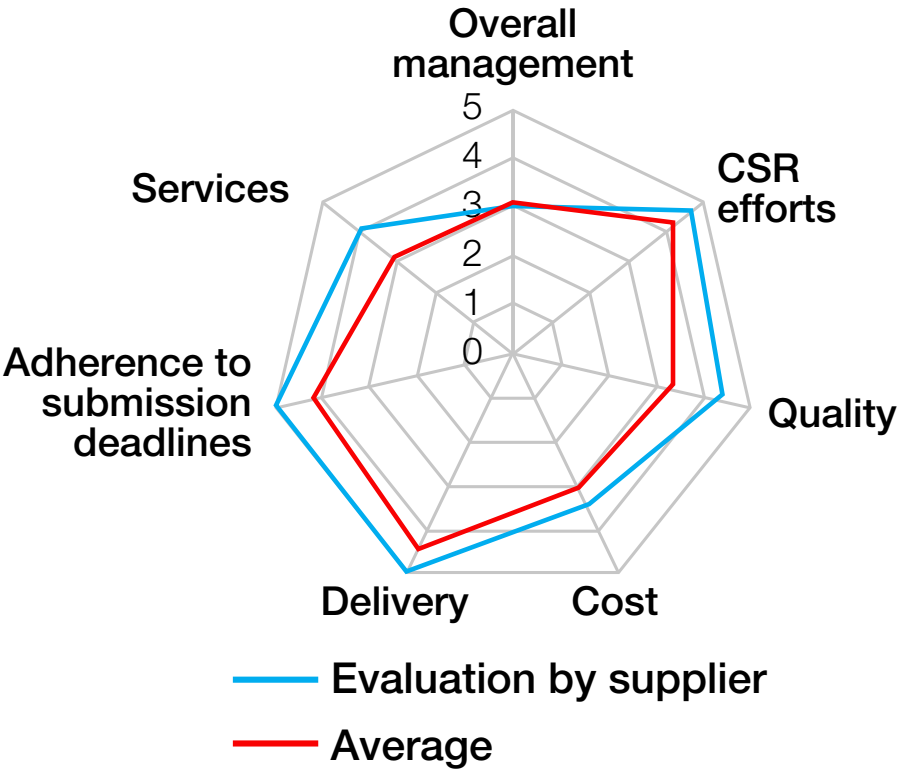 Overall
management
5
4
3
2
1
0
CSR
efforts
Services
Adherence to
submission
deadlines
Quality
Delivery
Cost
Evaluation by supplier
Average